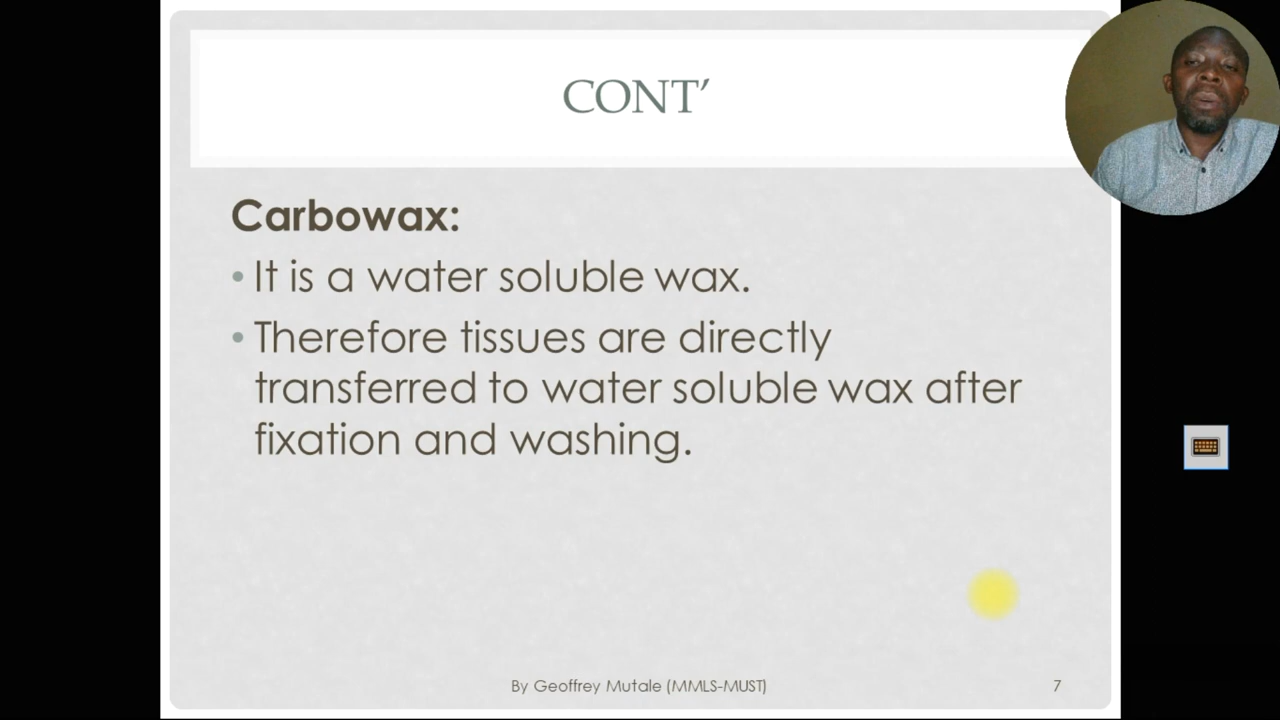 CONT’
Carbowax:
• It is a water soluble wax.
• Therefore tissues are directly
transferred to water soluble wax after
fixation and washing.
By Geoffrey Mutale (MMLS-MUST)
7